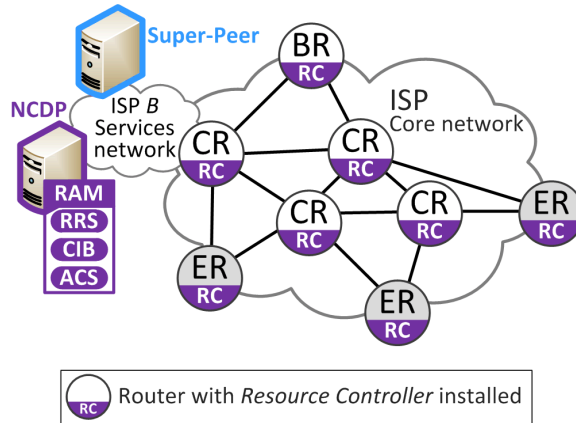 Super-Peer
NCDP
ISP B
Services
network
RAM
RRS
CIB
ACS
BR
RC
ISP
Core network
CR
RC
CR
RC
CR
RC
CR
RC
ER
RC
ER
RC
ER
RC
RC
Router with Resource Controller installed